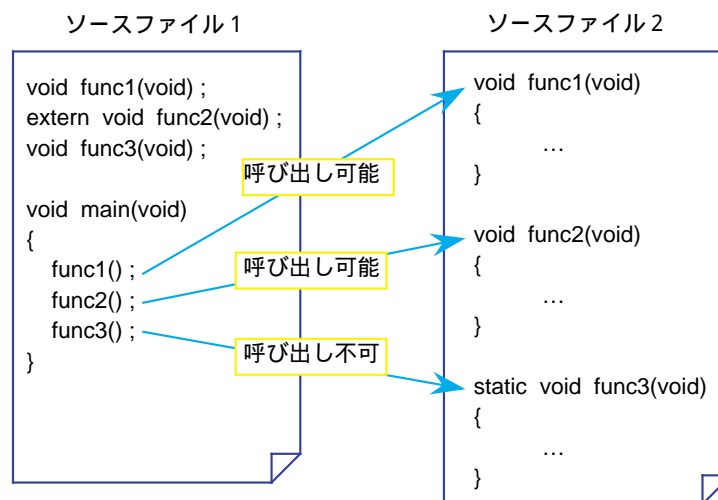 ソースファイル 1
void func1(void) ;
extern void func2(void) ;
void func3(void) ;
void main(void)
{
func1() ;
func2() ;
func3() ;
}
呼び出し可能
呼び出し可能
呼び出し不可
ソースファイル 2
void func1(void)
{
…
}
void func2(void)
{
…
}
static void func3(void)
{
…
}